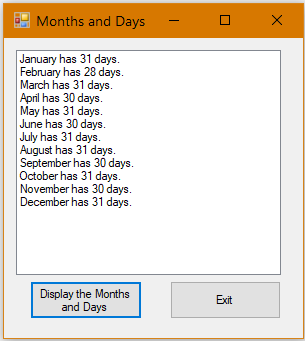 Months and Days
January has 31 days.
February has 28 days.
March has 31 days.
April has 30 days.
May has 31 days.
June has 30 days.
July has 31 days.
August has 31 days.
September has 30 days.
October has 31 days.
November has 30 days.
December has 31 days.
Display the Months
and Days
Exit